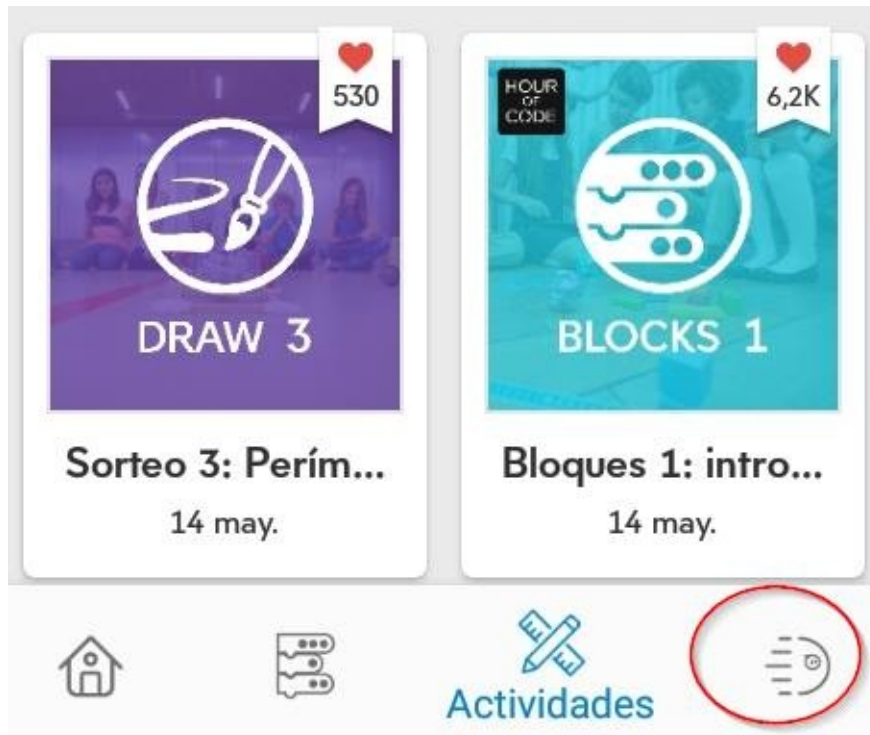 530
DRAW 3
Sorteo 3: Perím...
14 may.
HOUR
OF
CODE
6,2K
BLOCKS 1
Bloques 1: intro...
14 may.
Actividades